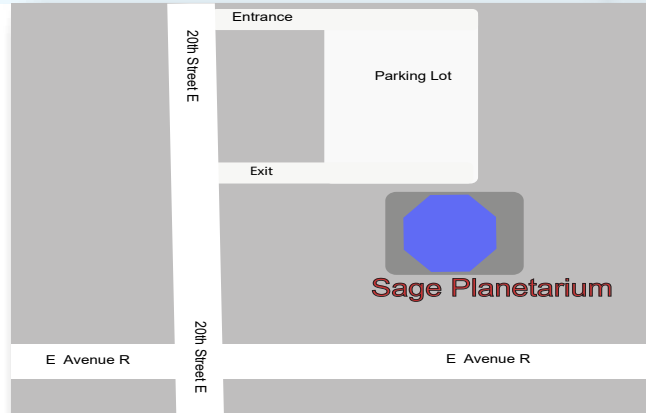 Entrance
20th Street E
Parking Lot
Exit
Sage Planetarium
20th Street E
E Avenue R
E Avenue R